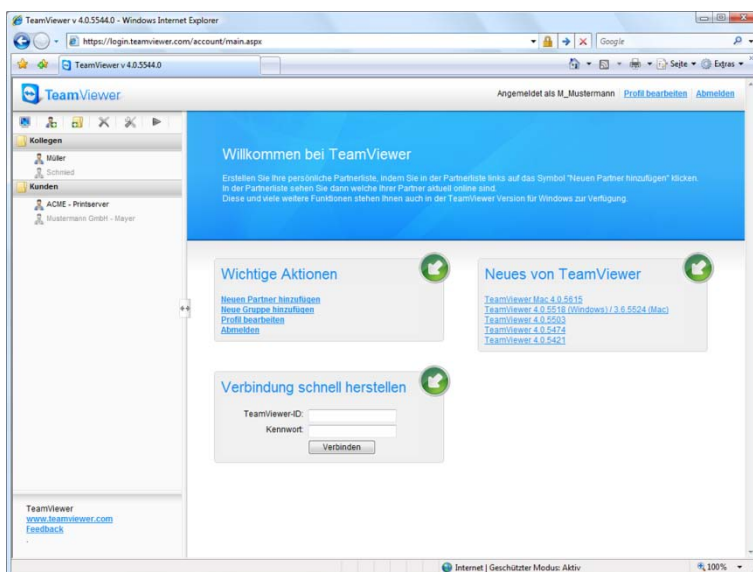 TeamViewer v 4.0.5544.0 - Windows Internet Explorer
https://login.teamviewer.com/account/main.aspx
Google
TeamViewer v 4.0.5544.0
Seite
Extras
TeamViewer
Angemeldet als M_Mustermann Profil bearbeiten Abmelden
Kollegen
Müller
Schmied
Kunden
ACME - Printserver
Mustermann GmbH - Mayer
Willkommen bei TeamViewer
Erstellen Sie Ihre persönliche Partnerliste, indem Sie in der Partnerliste links auf das Symbol "Neuen Partner hinzufügen" klicken.
In der Partnerliste sehen Sie dann welche Ihrer Partner aktuell online sind.
Diese und viele weitere Funktionen stehen Ihnen auch in der TeamViewer Version für Windows zur Verfügung.
Wichtige Aktionen
Neuen Partner hinzufügen
Neue Gruppe hinzufügen
Profil bearbeiten
Abmelden
Neues von TeamViewer
TeamViewer Mac 4.0.5615
TeamViewer 4.0.5518 (Windows) / 3.6.5524 (Mac)
TeamViewer 4.0.5503
TeamViewer 4.0.5474
TeamViewer 4.0.5421
Verbindung schnell herstellen
TeamViewer-ID:
Kennwort:
Verbinden
TeamViewer
www.teamviewer.com
Feedback
Internet | Geschützter Modus: Aktiv
100%